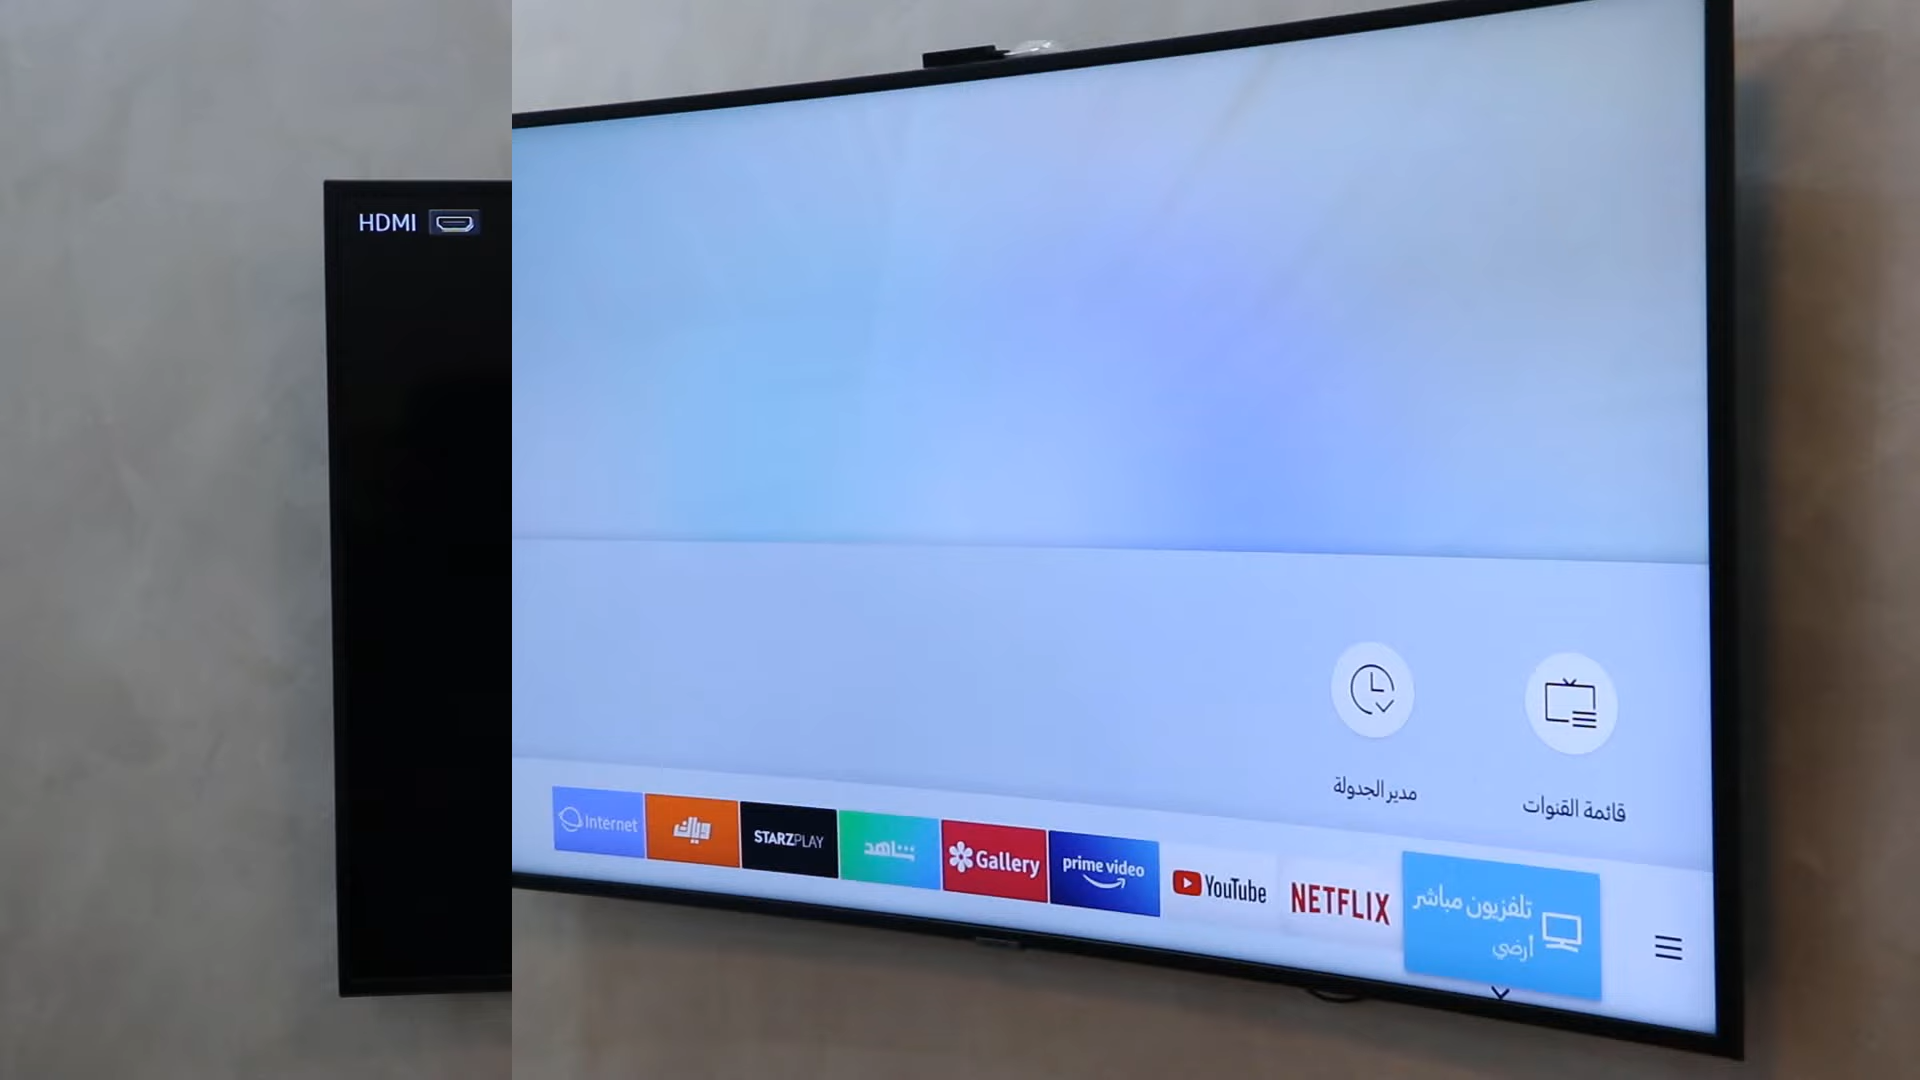 HDMI
مدير الجدولة
قائمة القنوات
Internet
وياك
STARZPLAY
شاهد
Gallery
prime video
YouTube
NETFLIX
تلفزيون مباشر
أرضي